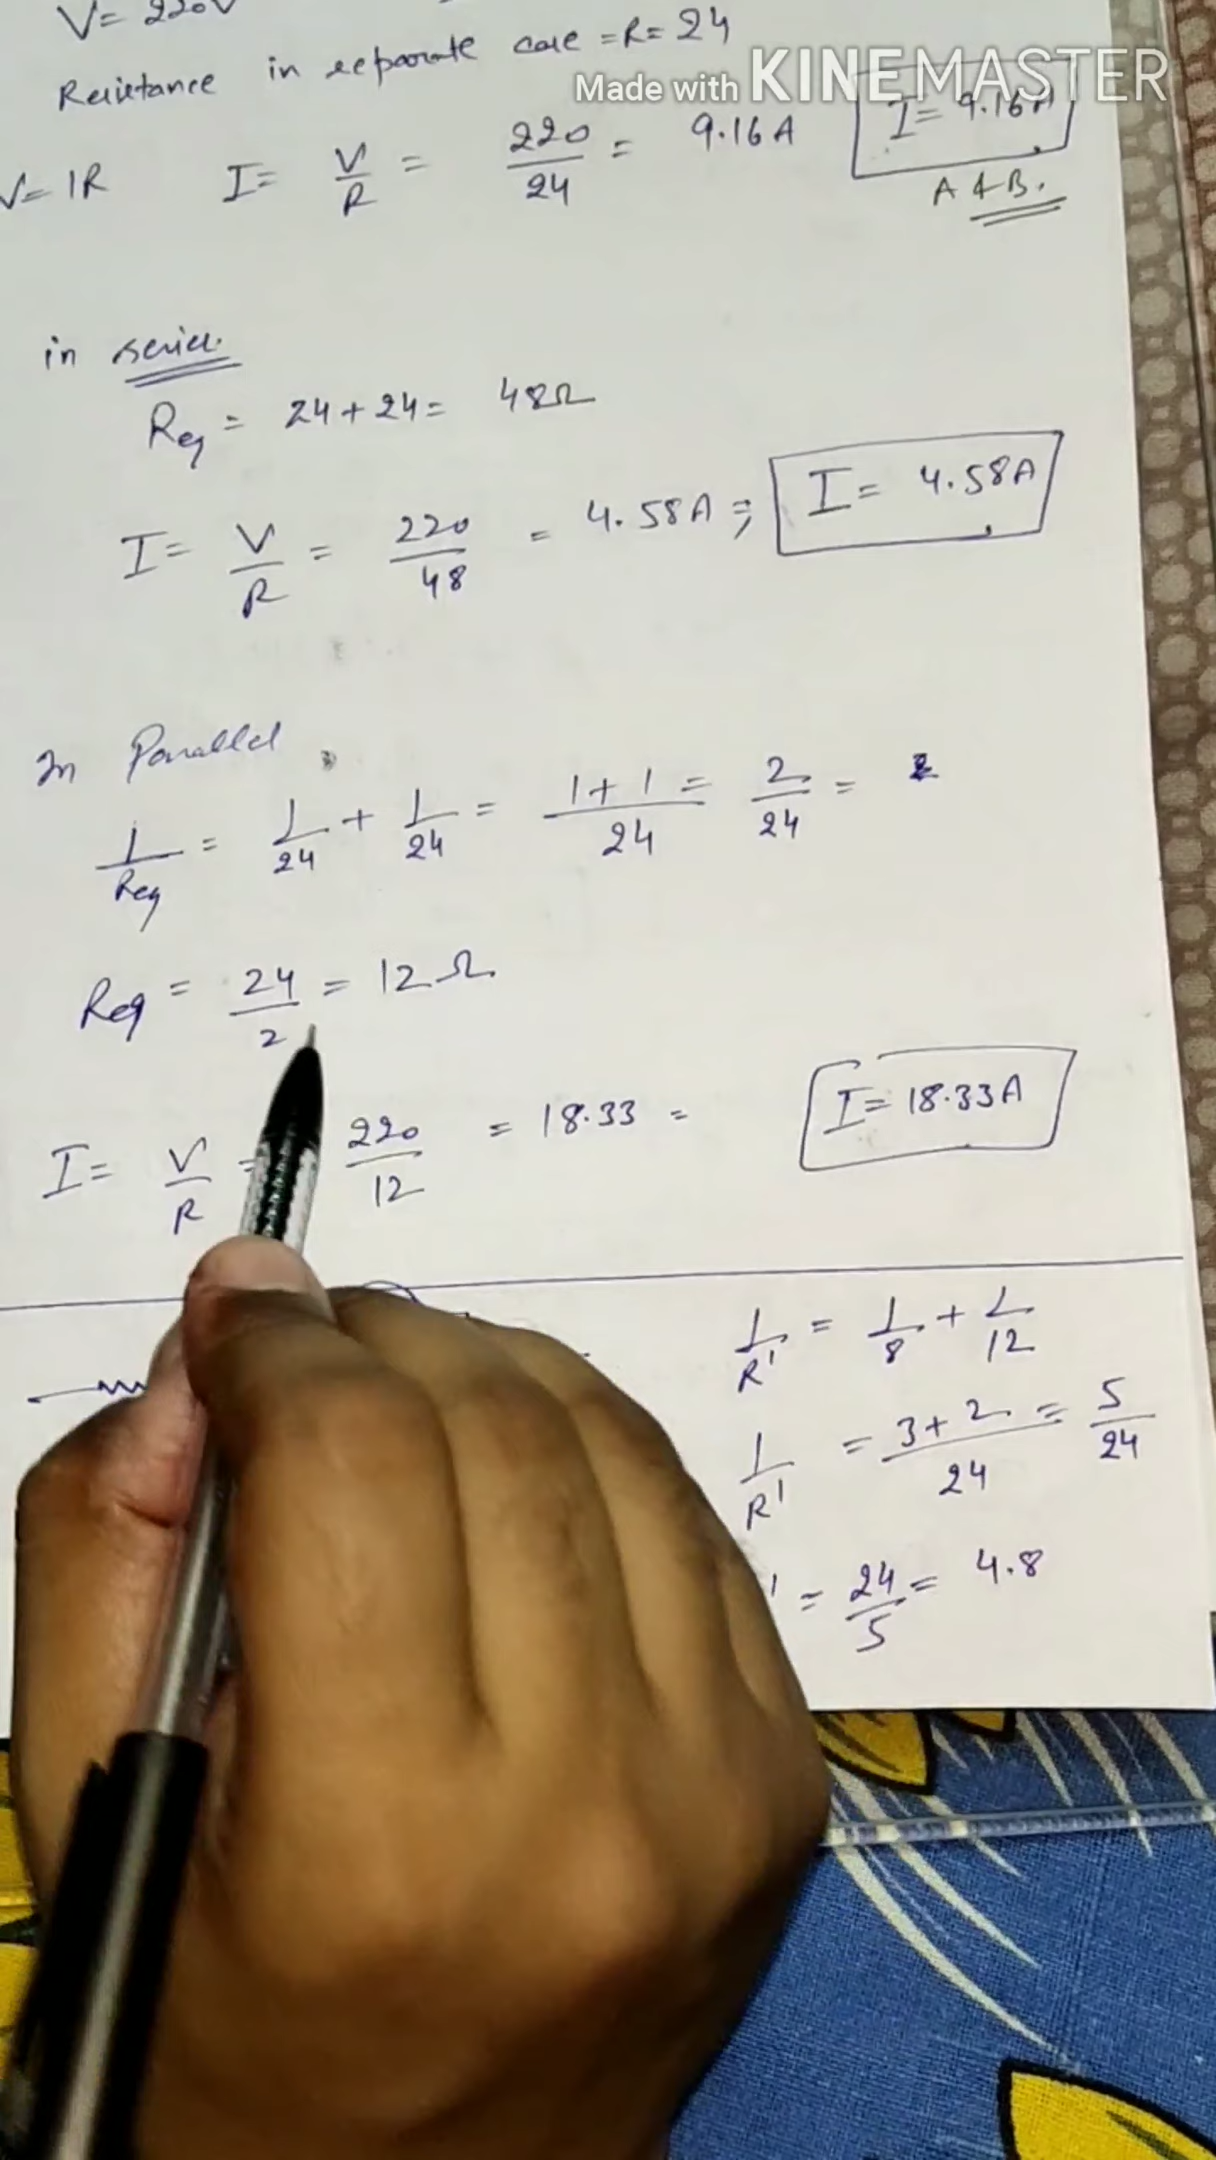 V= 220V
Resistance in separate case = R= 24
Made with KINEMASTER
V= IR I= V/R = 220/24 = 9.16A I= 9.16A
A & B.
in series.
Req = 24+24= 48Ω
I= V/R = 220/48 = 4.58A ; I= 4.58A
In Parallel
1/Req = 1/24 + 1/24 = 1+1/24 = 2/24 =
Req = 24/2 = 12Ω
I= V/R = 220/12 = 18.33 = I= 18.33A
1/R' = 1/8 + 1/12
1/R' = 3+2/24 = 5/24
' = 24/5 = 4.8